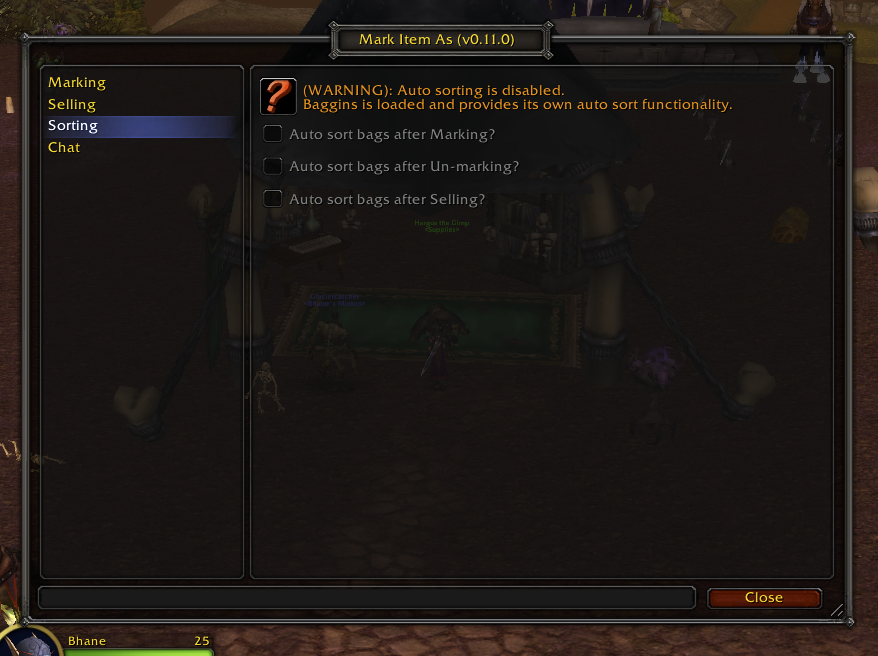 Mark Item As (v0.11.0)
Marking
Selling
Sorting
Chat
(WARNING): Auto sorting is disabled.
Baggins is loaded and provides its own auto sort functionality.
Auto sort bags after Marking?
Auto sort bags after Un-marking?
Auto sort bags after Selling?
Close
Bhane 25